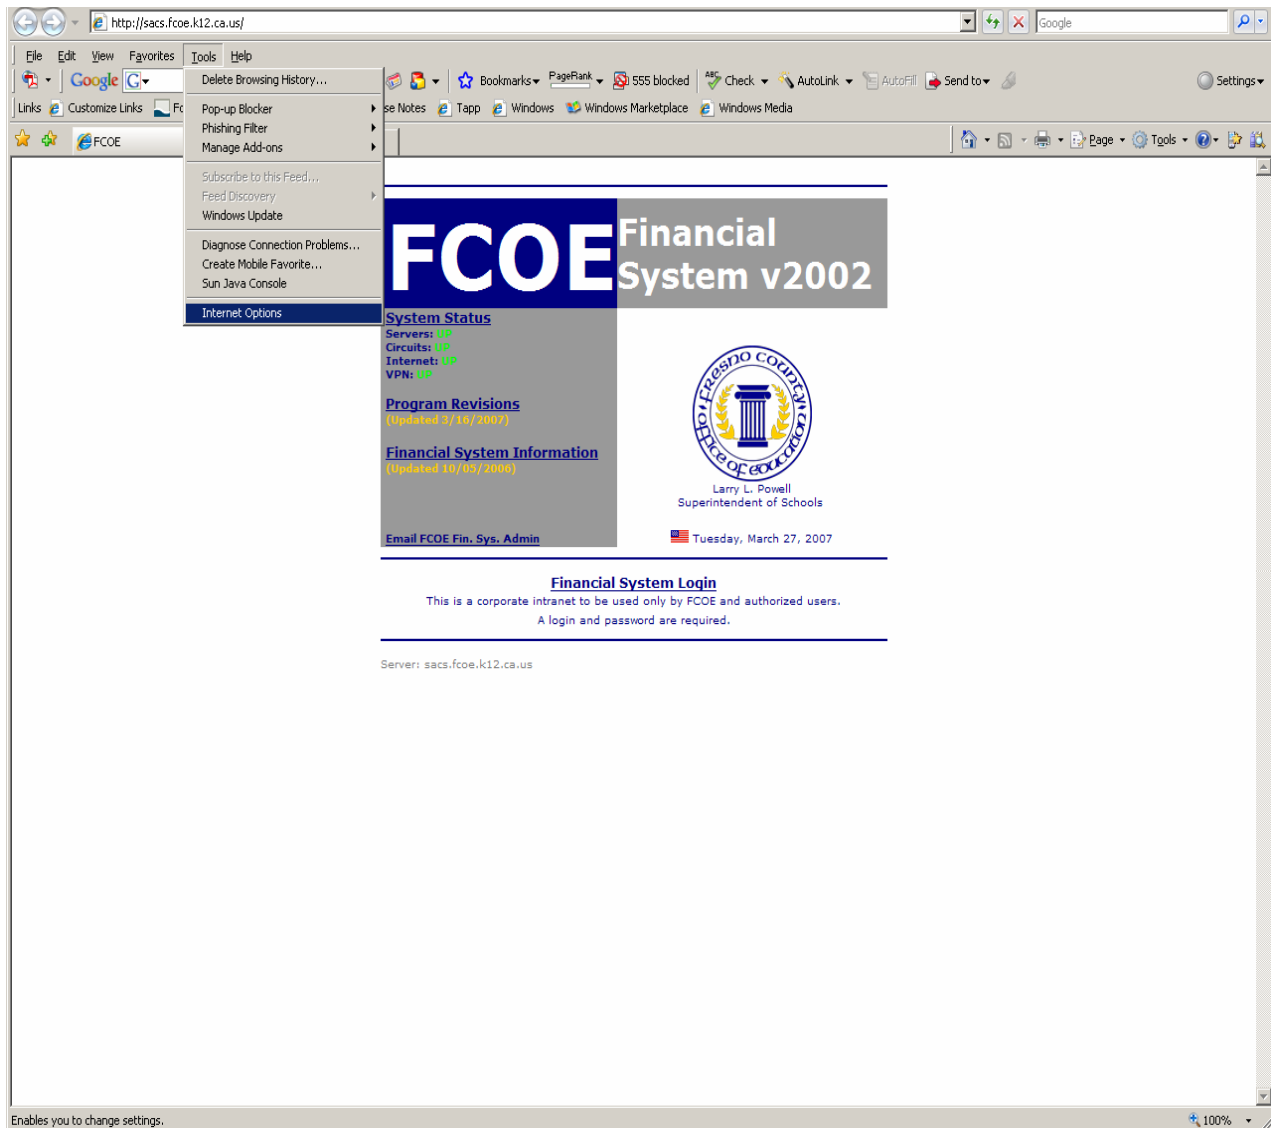 http://sacs.fcoe.k12.ca.us/
Google
File Edit View Favorites Tools Help
Google G
Bookmarks PageRank 555 blocked ABC Check AutoLink AutoFill Send to Settings
Links Customize Links se Notes Tapp Windows Windows Marketplace Windows Media
FCOE
Page Tools
Delete Browsing History...
Pop-up Blocker
Phishing Filter
Manage Add-ons
Subscribe to this Feed...
Feed Discovery
Windows Update
Diagnose Connection Problems...
Create Mobile Favorite...
Sun Java Console
Internet Options
FCOE
Financial
System v2002
System Status
Servers: UP
Circuits: UP
Internet: UP
VPN: UP
Program Revisions
(Updated 3/16/2007)
Financial System Information
(Updated 10/05/2006)
Email FCOE Fin. Sys. Admin
Fresno County
Office of Education
Larry L. Powell
Superintendent of Schools
Tuesday, March 27, 2007
Financial System Login
This is a corporate intranet to be used only by FCOE and authorized users.
A login and password are required.
Server: sacs.fcoe.k12.ca.us
Enables you to change settings.
100%